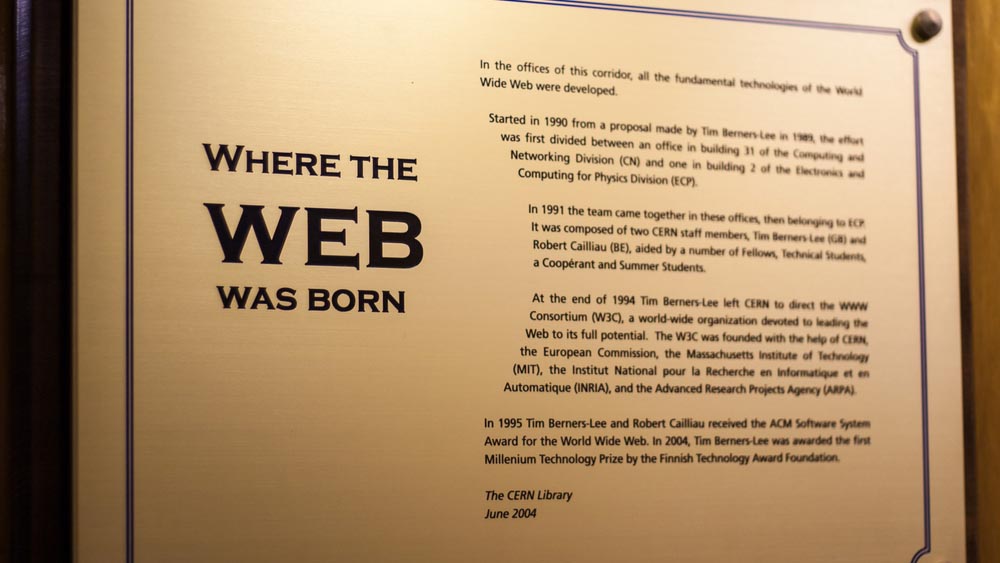 WHERE THE
WEB
WAS BORN
In the offices of this corridor, all the fundamental technologies of the World
Wide Web were developed.
Started in 1990 from a proposal made by Tim Berners-Lee in 1989, the effort
was first divided between an office in building 31 of the Computing and
Networking Division (CN) and one in building 2 of the Electronics and
Computing for Physics Division (ECP).
In 1991 the team came together in these offices, then belonging to ECP.
It was composed of two CERN staff members, Tim Berners-Lee (GB) and
Robert Cailliau (BE), aided by a number of Fellows, Technical Students,
a Coopérant and Summer Students.
At the end of 1994 Tim Berners-Lee left CERN to direct the WWW
Consortium (W3C), a world-wide organization devoted to leading the
Web to its full potential. The W3C was founded with the help of CERN,
the European Commission, the Massachusetts Institute of Technology
(MIT), the Institut National pour la Recherche en Informatique et en
Automatique (INRIA), and the Advanced Research Projects Agency (ARPA).
In 1995 Tim Berners-Lee and Robert Cailliau received the ACM Software System
Award for the World Wide Web. In 2004, Tim Berners-Lee was awarded the first
Millenium Technology Prize by the Finnish Technology Award Foundation.
The CERN Library
June 2004